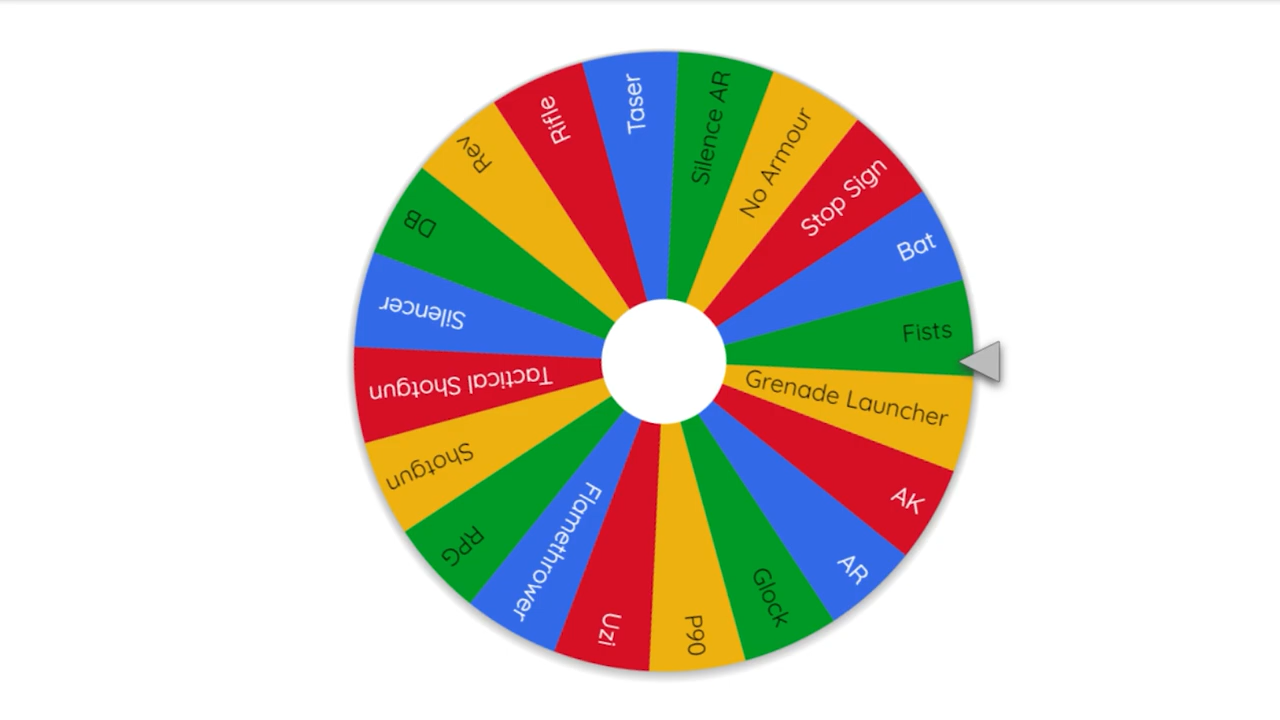 Taser
Silence AR
No Armour
Stop Sign
Bat
Fists
Grenade Launcher
AK
AR
Glock
P90
Uzi
Flamethrower
RPG
Shotgun
Tactical Shotgun
Silencer
DB
Rev
Rifle